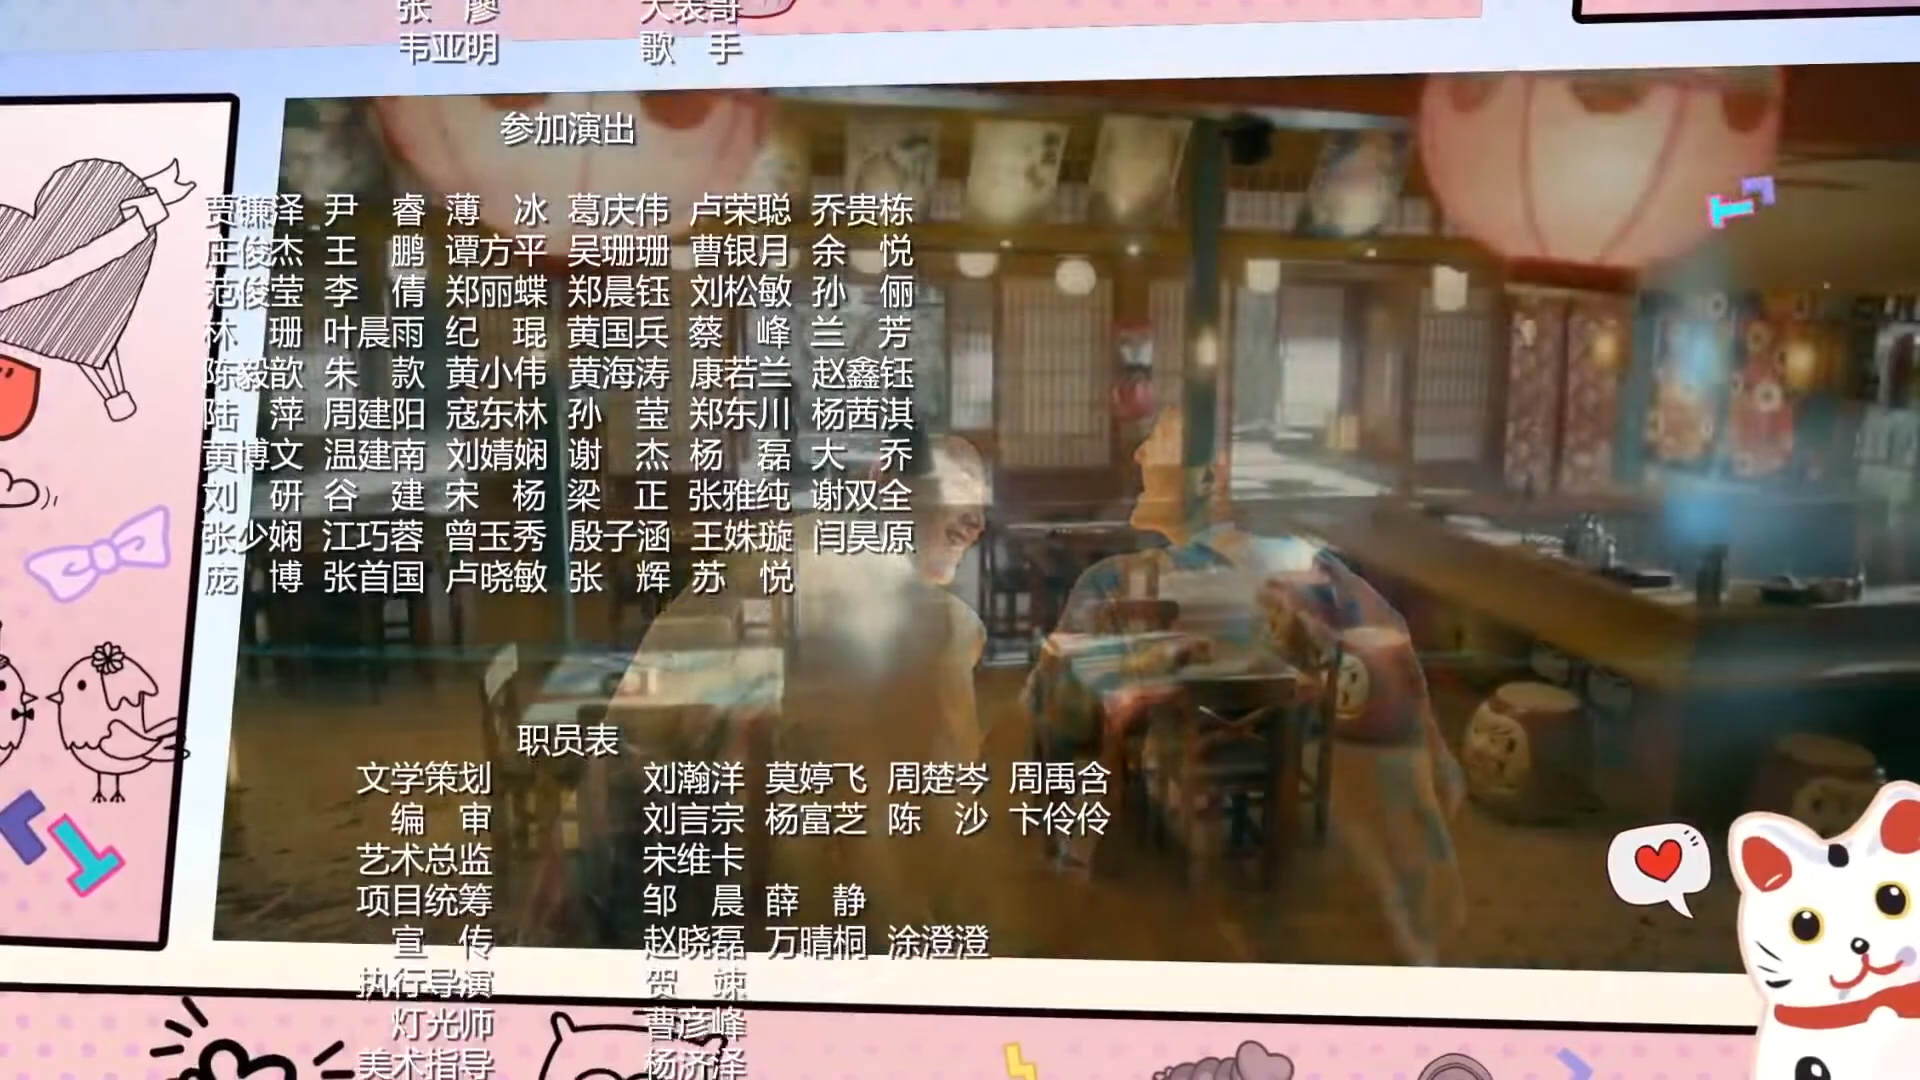 张　廖　大表哥
韦亚明　歌　手
参加演出
贾镰泽 尹　睿 薄　冰 葛庆伟 卢荣聪 乔贵栋
庄俊杰 王　鹏 谭方平 吴珊珊 曹银月 余　悦
范俊莹 李　倩 郑丽蝶 郑晨钰 刘松敏 孙　俪
林　珊 叶晨雨 纪　琨 黄国兵 蔡　峰 兰　芳
陈毅歆 朱　款 黄小伟 黄海涛 康若兰 赵鑫钰
陆　萍 周建阳 寇东林 孙　莹 郑东川 杨茜淇
黄博文 温建南 刘婧娴 谢　杰 杨　磊 大　乔
刘　研 谷　建 宋　杨 梁　正 张雅纯 谢双全
张少娴 江巧蓉 曾玉秀 殷子涵 王姝璇 闫昊原
庞　博 张首国 卢晓敏 张　辉 苏　悦
职员表
文学策划　刘瀚洋 莫婷飞 周楚岑 周禹含
编　审　刘言宗 杨富芝 陈　沙 卞伶伶
艺术总监　宋维卡
项目统筹　邹　晨 薛　静
宣　传　赵晓磊 万晴桐 涂澄澄
执行导演　贺　竦
灯光师　曹彦峰
美术指导　杨济泽